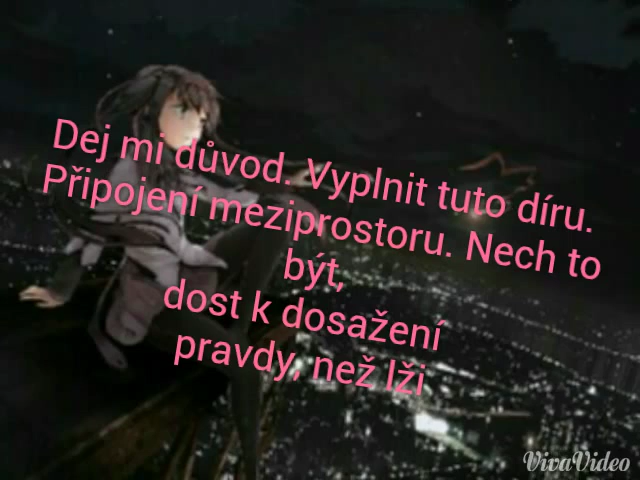 Dej mi důvod. Vyplnit tuto díru.
Připojení meziprostoru. Nech to
být,
dost k dosažení
pravdy, než lži
VivaVideo